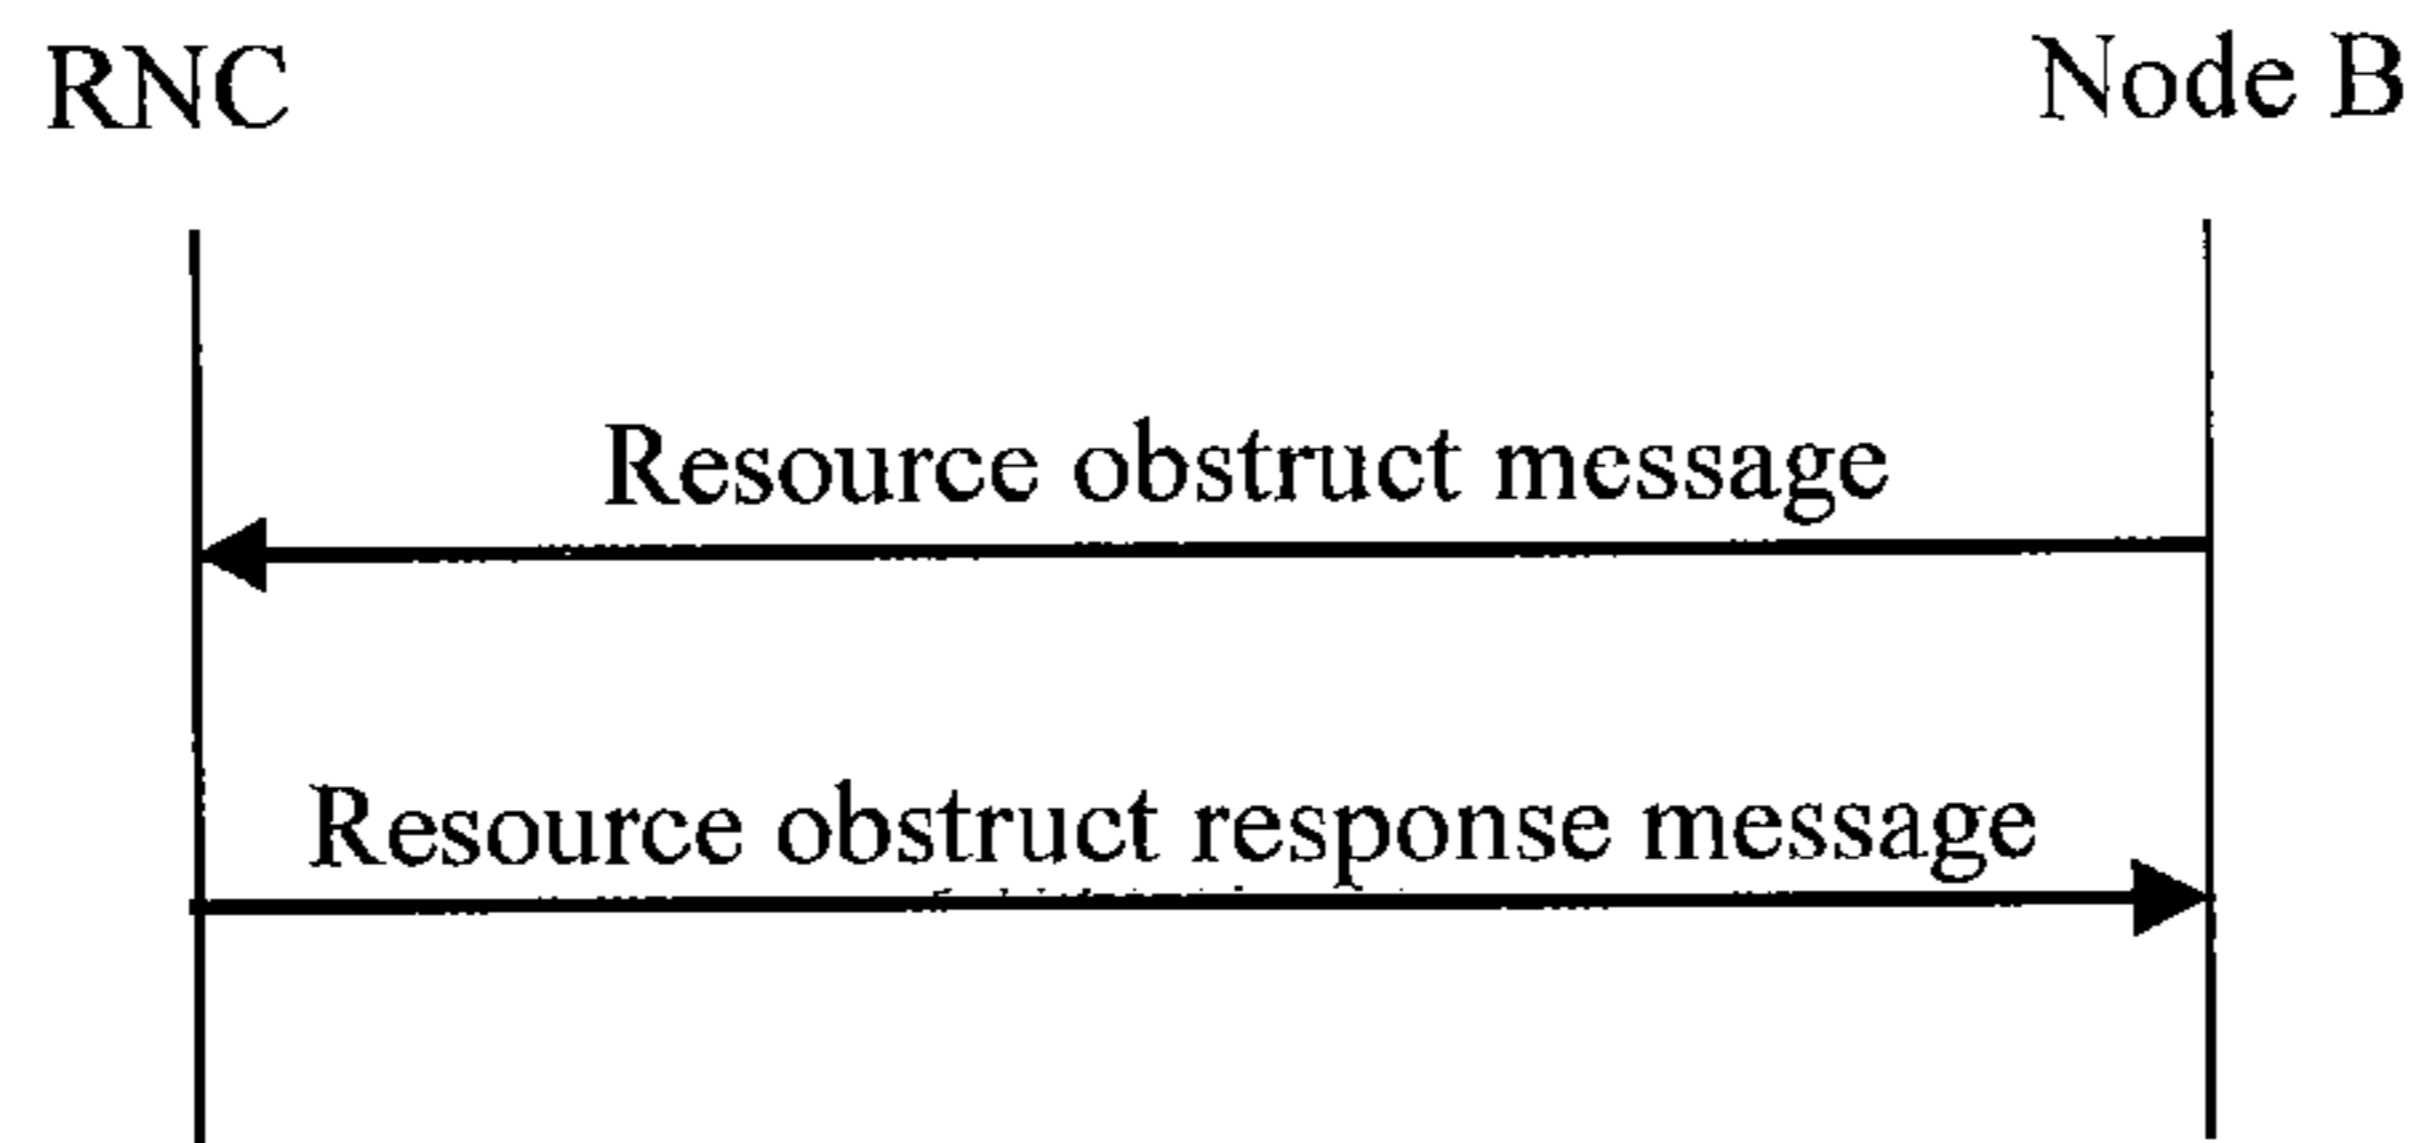 RNC Node B
Resource obstruct message
Resource obstruct response message